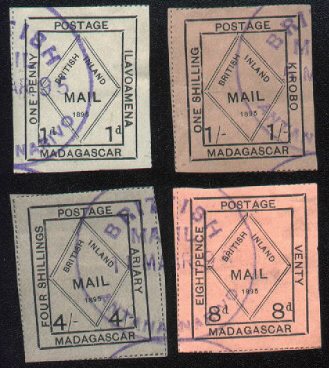 POSTAGE
ONE PENNY
BRITISH INLAND
MAIL
1895
1d 1d
ILAVOAMENA
MADAGASCAR
POSTAGE
ONE SHILLING
BRITISH INLAND
MAIL
1895
1/- 1/-
KIROBO
MADAGASCAR
POSTAGE
FOUR SHILLINGS
BRITISH INLAND
MAIL
1895
4/- 4/-
ARIARY
MADAGASCAR
BRITISH
MAIL
POSTAGE
EIGHTPENCE
BRITISH INLAND
MAIL
1895
8d 8d
VENTY
MADAGASCAR